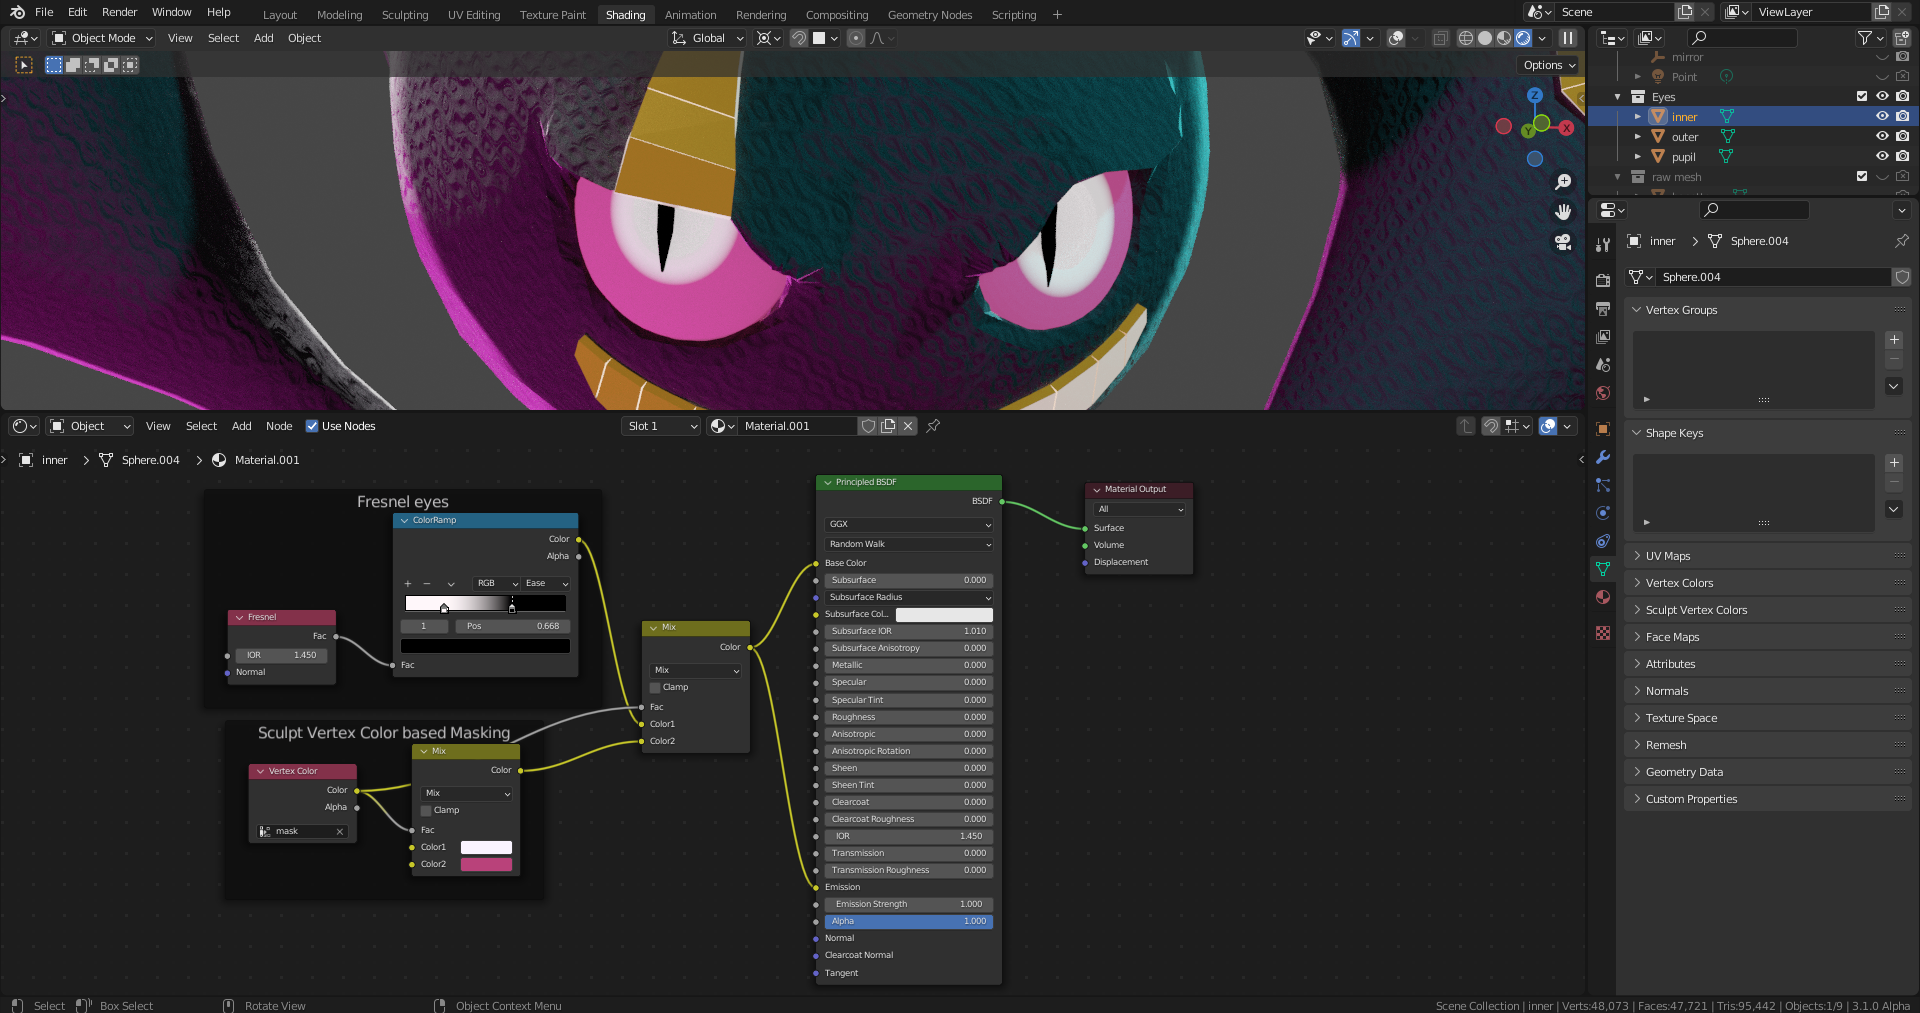 File Edit Render Window Help Layout Modeling Sculpting UV Editing Texture Paint Shading Animation Rendering Compositing Geometry Nodes Scripting + Scene ViewLayer
Object Mode View Select Add Object Global
Options
Z
X
Y
mirror
Point
Eyes
inner
outer
pupil
raw mesh
inner > Sphere.004
Sphere.004
Vertex Groups
Shape Keys
UV Maps
Vertex Colors
Sculpt Vertex Colors
Face Maps
Attributes
Normals
Texture Space
Remesh
Geometry Data
Custom Properties
Object View Select Add Node Use Nodes Slot 1 Material.001
inner > Sphere.004 > Material.001
Fresnel eyes
ColorRamp
Color
Alpha
+ − RGB Ease
1 Pos 0.668
Fac
Fresnel
Fac
IOR 1.450
Normal
Sculpt Vertex Color based Masking
Vertex Color
Color
Alpha
mask
Mix
Color
Mix
Clamp
Fac
Color1
Color2
Mix
Color
Mix
Clamp
Fac
Color1
Color2
Principled BSDF
BSDF
GGX
Random Walk
Base Color
Subsurface 0.000
Subsurface Radius
Subsurface Col...
Subsurface IOR 1.010
Subsurface Anisotropy 0.000
Metallic 0.000
Specular 0.000
Specular Tint 0.000
Roughness 0.000
Anisotropic 0.000
Anisotropic Rotation 0.000
Sheen 0.000
Sheen Tint 0.000
Clearcoat 0.000
Clearcoat Roughness 0.000
IOR 1.450
Transmission 0.000
Transmission Roughness 0.000
Emission
Emission Strength 1.000
Alpha 1.000
Normal
Clearcoat Normal
Tangent
Material Output
All
Surface
Volume
Displacement
Select Box Select Rotate View Object Context Menu Scene Collection | inner | Verts:48,073 | Faces:47,721 | Tris:95,442 | Objects:1/9 | 3.1.0 Alpha